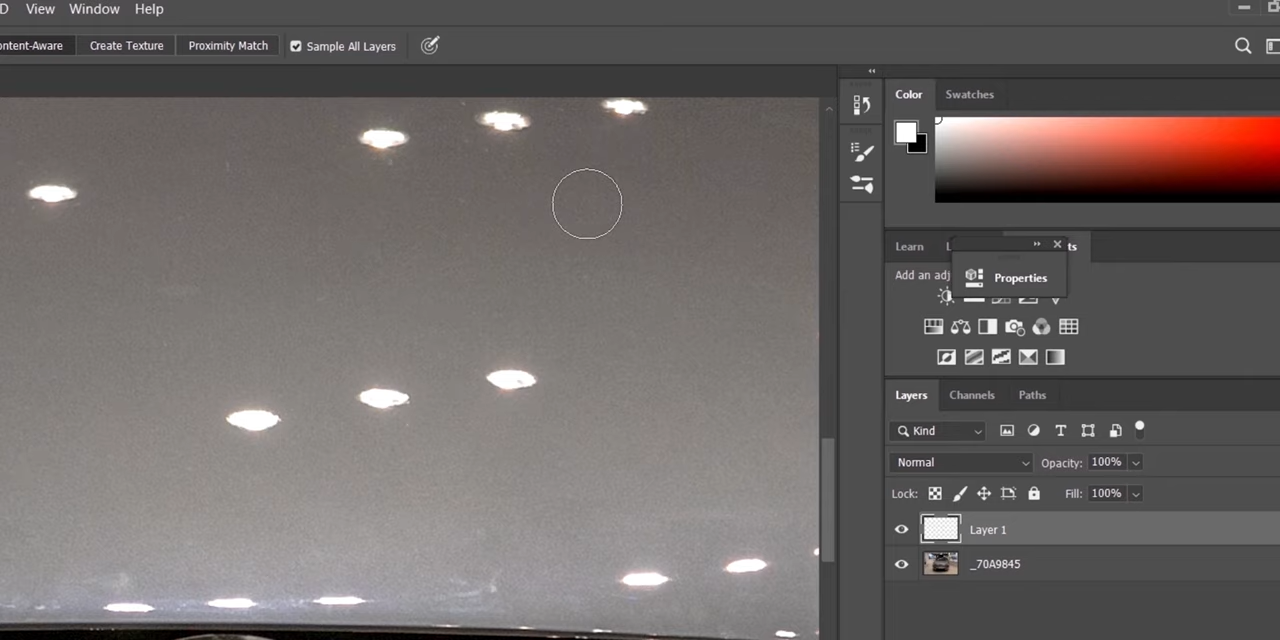 D View Window Help
ontent-Aware Create Texture Proximity Match Sample All Layers
Color Swatches
Learn L ts
Properties
Add an adj
Layers Channels Paths
Kind
Normal Opacity: 100%
Lock: Fill: 100%
Layer 1
_70A9845